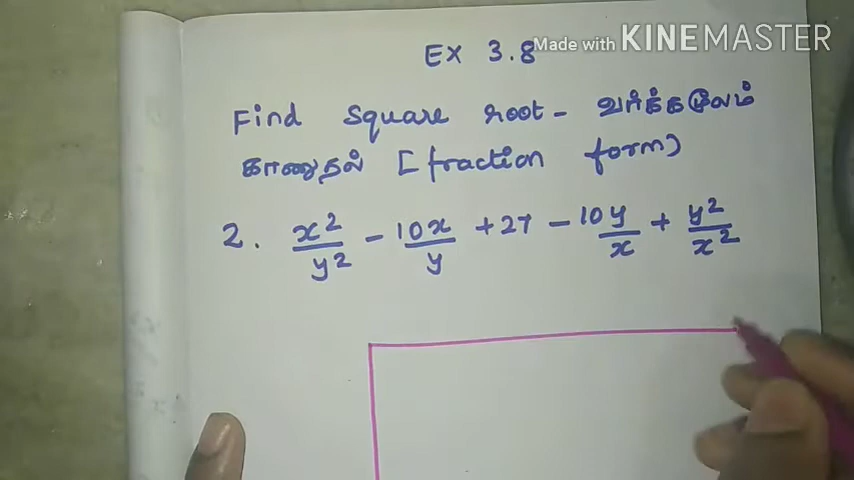 Made with KINEMASTER
EX 3.8
Find Square root - வர்க்கமூலம்
காணுதல் [fraction form)
2. x²/y² - 10x/y + 27 - 10y/x + y²/x²